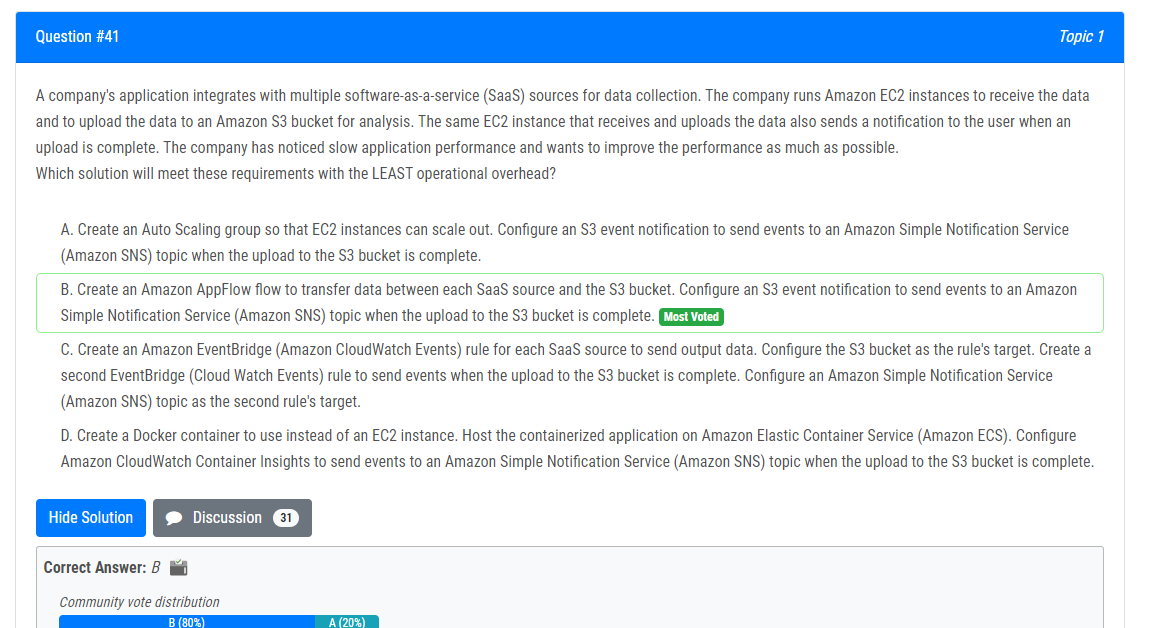 Question #41
Topic 1
A company's application integrates with multiple software-as-a-service (SaaS) sources for data collection. The company runs Amazon EC2 instances to receive the data
and to upload the data to an Amazon S3 bucket for analysis. The same EC2 instance that receives and uploads the data also sends a notification to the user when an
upload is complete. The company has noticed slow application performance and wants to improve the performance as much as possible.
Which solution will meet these requirements with the LEAST operational overhead?
A. Create an Auto Scaling group so that EC2 instances can scale out. Configure an S3 event notification to send events to an Amazon Simple Notification Service
(Amazon SNS) topic when the upload to the S3 bucket is complete.
B. Create an Amazon AppFlow flow to transfer data between each SaaS source and the S3 bucket. Configure an S3 event notification to send events to an Amazon
Simple Notification Service (Amazon SNS) topic when the upload to the S3 bucket is complete. Most Voted
C. Create an Amazon EventBridge (Amazon CloudWatch Events) rule for each SaaS source to send output data. Configure the S3 bucket as the rule's target. Create a
second EventBridge (Cloud Watch Events) rule to send events when the upload to the S3 bucket is complete. Configure an Amazon Simple Notification Service
(Amazon SNS) topic as the second rule's target.
D. Create a Docker container to use instead of an EC2 instance. Host the containerized application on Amazon Elastic Container Service (Amazon ECS). Configure
Amazon CloudWatch Container Insights to send events to an Amazon Simple Notification Service (Amazon SNS) topic when the upload to the S3 bucket is complete.
Hide Solution
Discussion 31
Correct Answer: B
Community vote distribution
B (80%)
A (20%)